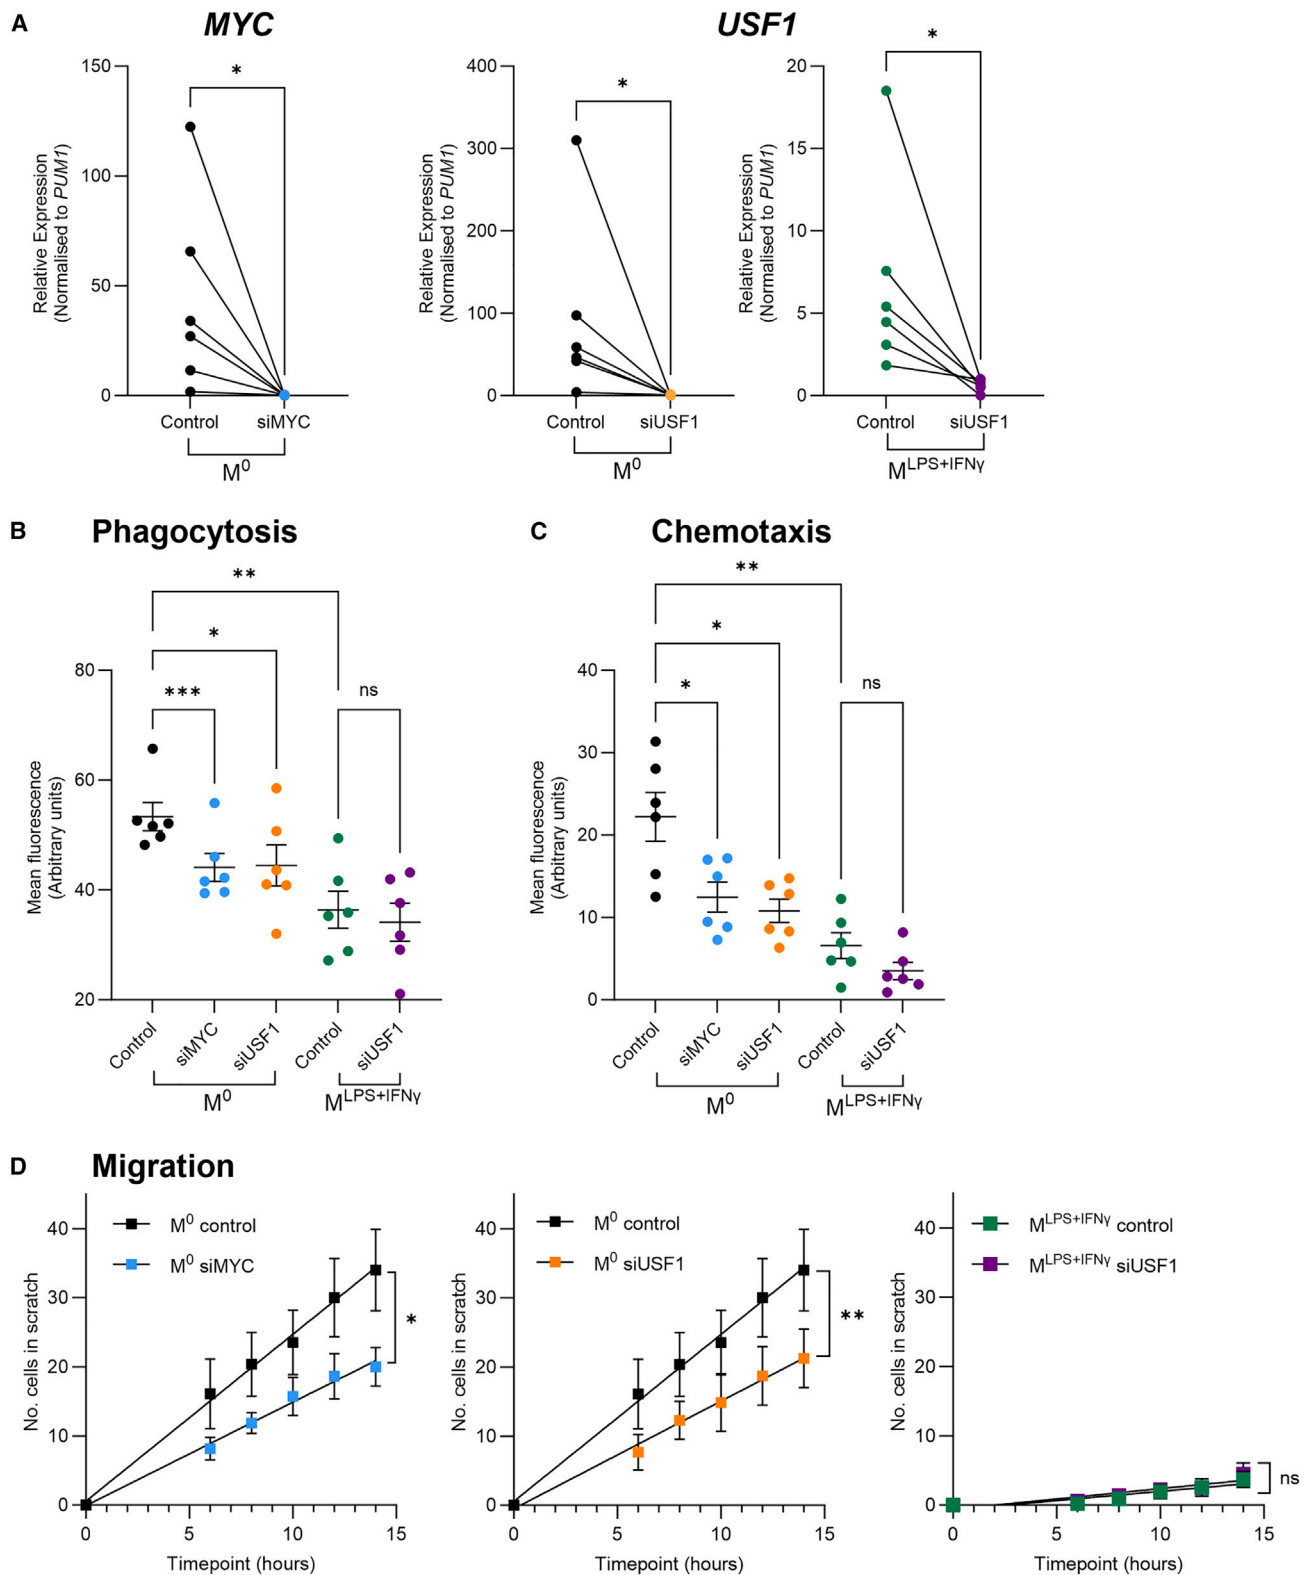 A
MYC
USF1
150
100
50
0
Relative Expression
(Normalised to PUM1)
*
Control
siMYC
M⁰
400
300
200
100
0
Relative Expression
(Normalised to PUM1)
*
Control
siUSF1
M⁰
20
15
10
5
0
Relative Expression
(Normalised to PUM1)
*
Control
siUSF1
M^LPS+IFNγ
B
Phagocytosis
**
*
***
ns
80
60
40
20
Mean fluorescence
(Arbitrary units)
Control
siMYC
siUSF1
Control
siUSF1
M⁰
M^LPS+IFNγ
C
Chemotaxis
**
*
*
ns
40
30
20
10
0
Mean fluorescence
(Arbitrary units)
Control
siMYC
siUSF1
Control
siUSF1
M⁰
M^LPS+IFNγ
D
Migration
M⁰ control
M⁰ siMYC
40
30
20
10
0
No. cells in scratch
*
0
5
10
15
Timepoint (hours)
M⁰ control
M⁰ siUSF1
40
30
20
10
0
No. cells in scratch
**
0
5
10
15
Timepoint (hours)
M^LPS+IFNγ control
M^LPS+IFNγ siUSF1
40
30
20
10
0
No. cells in scratch
ns
0
5
10
15
Timepoint (hours)